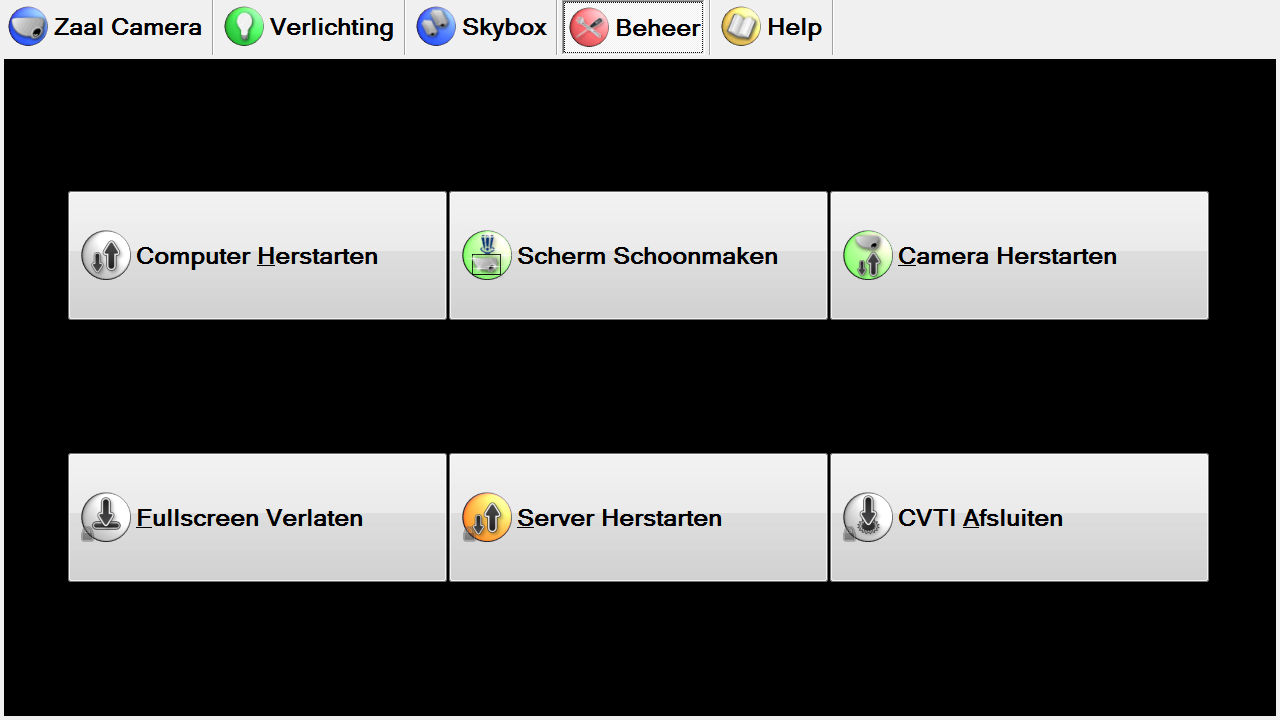 Zaal Camera
Verlichting
Skybox
Beheer
Help
Computer Herstarten
Scherm Schoonmaken
Camera Herstarten
Fullscreen Verlaten
Server Herstarten
CVTI Afsluiten